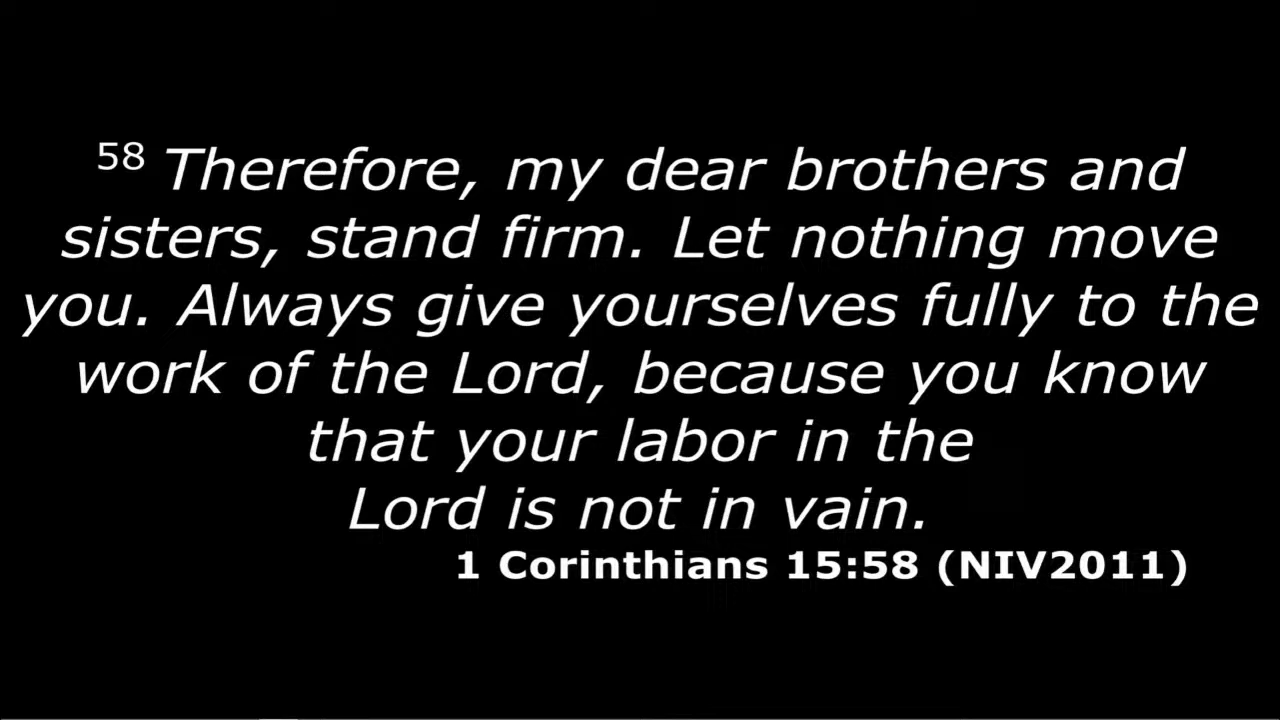 58 Therefore, my dear brothers and
sisters, stand firm. Let nothing move
you. Always give yourselves fully to the
work of the Lord, because you know
that your labor in the
Lord is not in vain.
1 Corinthians 15:58 (NIV2011)